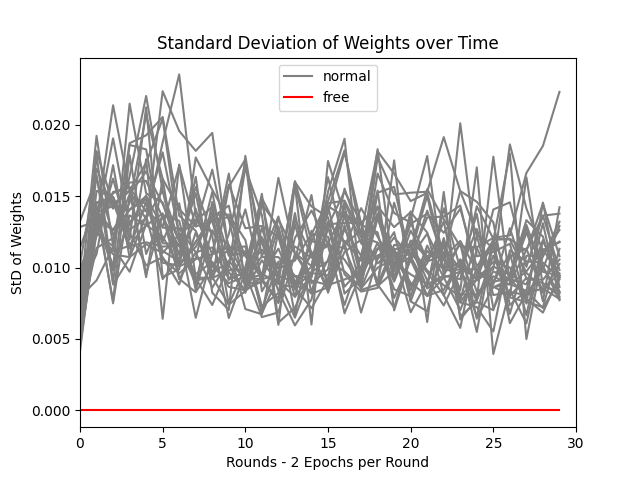 Standard Deviation of Weights over Time
normal
free
StD of Weights
0.020
0.015
0.010
0.005
0.000
0 5 10 15 20 25 30
Rounds - 2 Epochs per Round